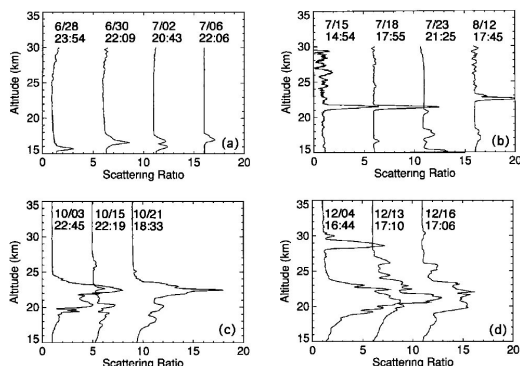 6/28 6/30 7/02 7/06
23:54 22:09 20:43 22:06
35
30
25
20
15
Altitude (km)
(a)
0 5 10 15 20
Scattering Ratio
7/15 7/18 7/23 8/12
14:54 17:55 21:25 17:45
35
30
25
20
15
Altitude (km)
(b)
0 5 10 15 20
Scattering Ratio
10/03 10/15 10/21
22:45 22:19 18:33
35
30
25
20
15
Altitude (km)
(c)
0 5 10 15 20
Scattering Ratio
12/04 12/13 12/16
16:44 17:10 17:06
35
30
25
20
15
Altitude (km)
(d)
0 5 10 15 20
Scattering Ratio